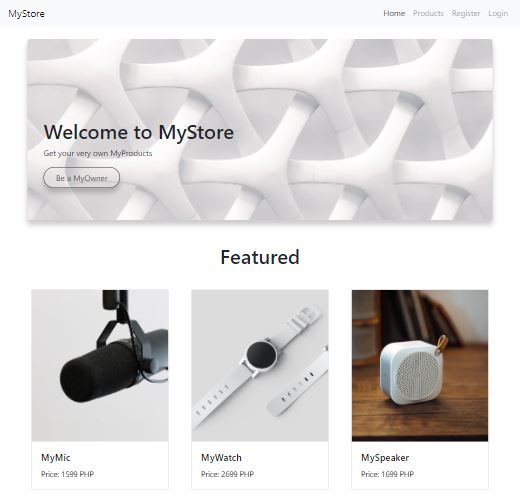 MyStore
Home Products Register Login
Welcome to MyStore
Get your very own MyProducts
Be a MyOwner
Featured
MyMic MyWatch MySpeaker
Price: 1599 PHP Price: 2699 PHP Price: 1699 PHP